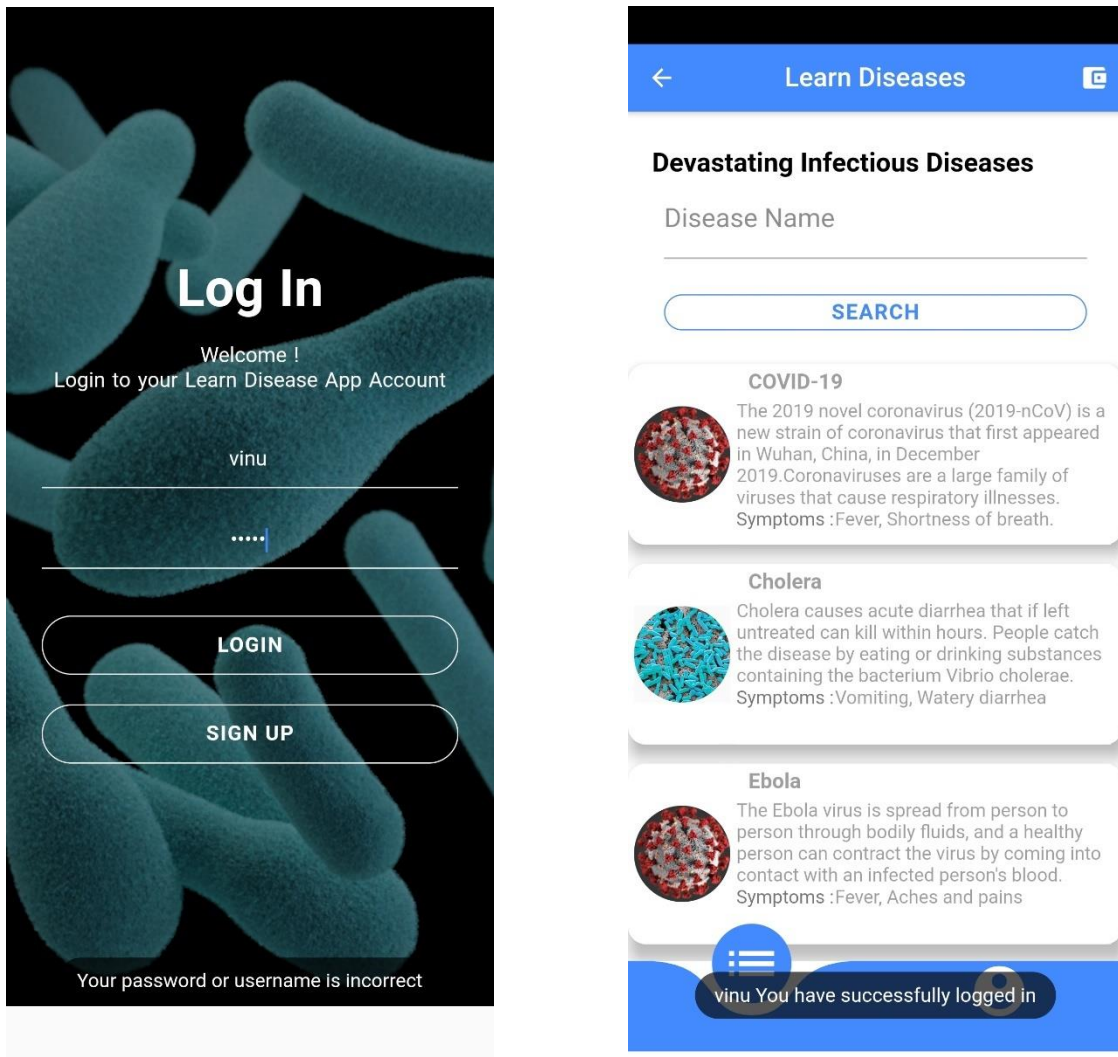 Log In
Welcome !
Login to your Learn Disease App Account
vinu
•••••
LOGIN
SIGN UP
Your password or username is incorrect
Learn Diseases
Devastating Infectious Diseases
Disease Name
SEARCH
COVID-19
The 2019 novel coronavirus (2019-nCoV) is a
new strain of coronavirus that first appeared
in Wuhan, China, in December
2019.Coronaviruses are a large family of
viruses that cause respiratory illnesses.
Symptoms :Fever, Shortness of breath.
Cholera
Cholera causes acute diarrhea that if left
untreated can kill within hours. People catch
the disease by eating or drinking substances
containing the bacterium Vibrio cholerae.
Symptoms :Vomiting, Watery diarrhea
Ebola
The Ebola virus is spread from person to
person through bodily fluids, and a healthy
person can contract the virus by coming into
contact with an infected person's blood.
Symptoms :Fever, Aches and pains
vinu You have successfully logged in